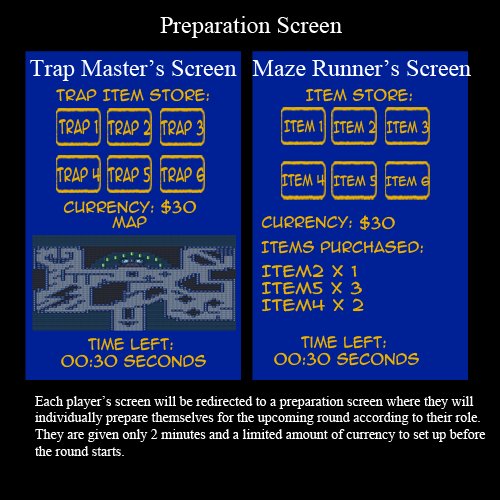 Preparation Screen
Trap Master's Screen
TRAP ITEM STORE:
TRAP 1 TRAP 2 TRAP 3
TRAP 4 TRAP 5 TRAP 6
CURRENCY: $30
MAP
TIME LEFT:
00:30 SECONDS
Maze Runner's Screen
ITEM STORE:
ITEM 1 ITEM 2 ITEM 3
ITEM 4 ITEM 5 ITEM 6
CURRENCY: $30
ITEMS PURCHASED:
ITEM2 X 1
ITEM5 X 3
ITEM4 X 2
TIME LEFT:
00:30 SECONDS
Each player's screen will be redirected to a preparation screen where they will
individually prepare themselves for the upcoming round according to their role.
They are given only 2 minutes and a limited amount of currency to set up before
the round starts.